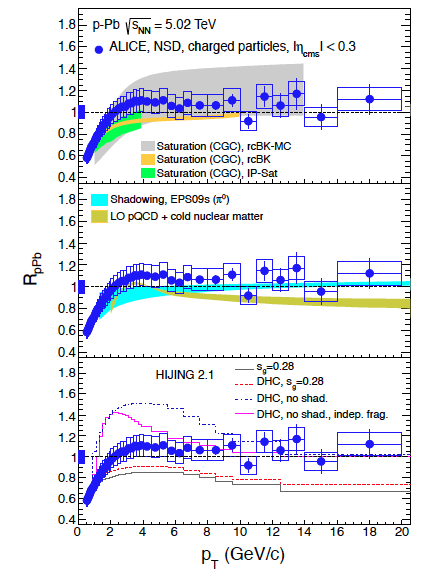 p-Pb √sNN = 5.02 TeV
ALICE, NSD, charged particles, |ηcms| < 0.3
1.8
1.6
1.4
1.2
1
0.8
0.6
0.4
Saturation (CGC), rcBK-MC
Saturation (CGC), rcBK
Saturation (CGC), IP-Sat
Shadowing, EPS09s (π⁰)
LO pQCD + cold nuclear matter
1.8
1.6
1.4
1.2
1
0.8
0.6
0.4
RpPb
HIJING 2.1
sg=0.28
DHC, sg=0.28
DHC, no shad.
DHC, no shad., indep. frag.
1.8
1.6
1.4
1.2
1
0.8
0.6
0.4
0 2 4 6 8 10 12 14 16 18 20
pT (GeV/c)